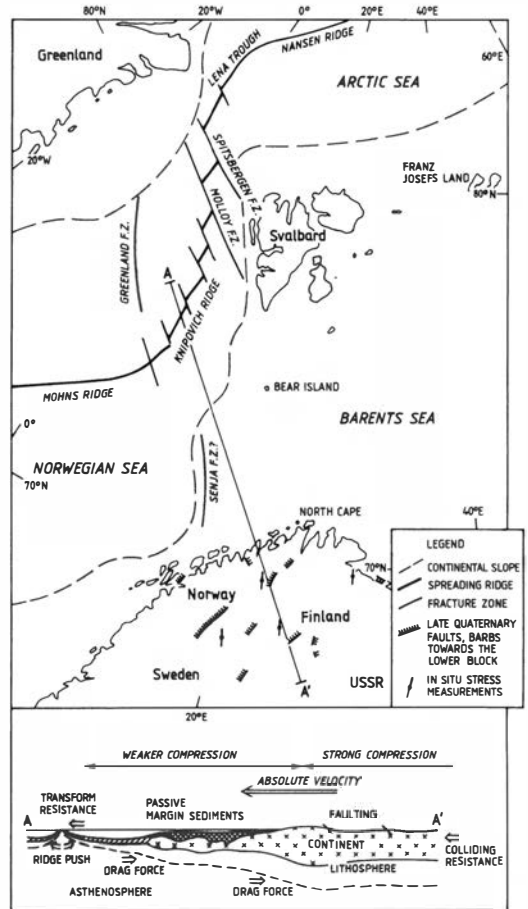 20°W
0°
20°E
40°E
60°E
Greenland
LENA TROUGH
NANSEN RIDGE
ARCTIC SEA
20°W
SPITSBERGEN F.Z.
FRANZ
JOSEFS LAND
80°N
MOLLOY F.Z.
Svalbard
GREENLAND F.Z.
A
KNIPOVICH RIDGE
BEAR ISLAND
MOHNS RIDGE
BARENTS SEA
0°
NORWEGIAN SEA
SENJA F.Z.?
70°N
NORTH CAPE
40°E
70°N
Norway
Finland
Sweden
USSR
A'
20°E
LEGEND
CONTINENTAL SLOPE
SPREADING RIDGE
FRACTURE ZONE
LATE QUATERNARY
FAULTS, BARBS
TOWARDS THE
LOWER BLOCK
IN SITU STRESS
MEASUREMENTS
WEAKER COMPRESSION
STRONG COMPRESSION
ABSOLUTE VELOCITY
TRANSFORM
RESISTANCE
PASSIVE
MARGIN SEDIMENTS
FAULTING
A
A'
CONTINENT
COLLIDING
RESISTANCE
RIDGE PUSH
LITHOSPHERE
DRAG FORCE
DRAG FORCE
ASTHENOSPHERE